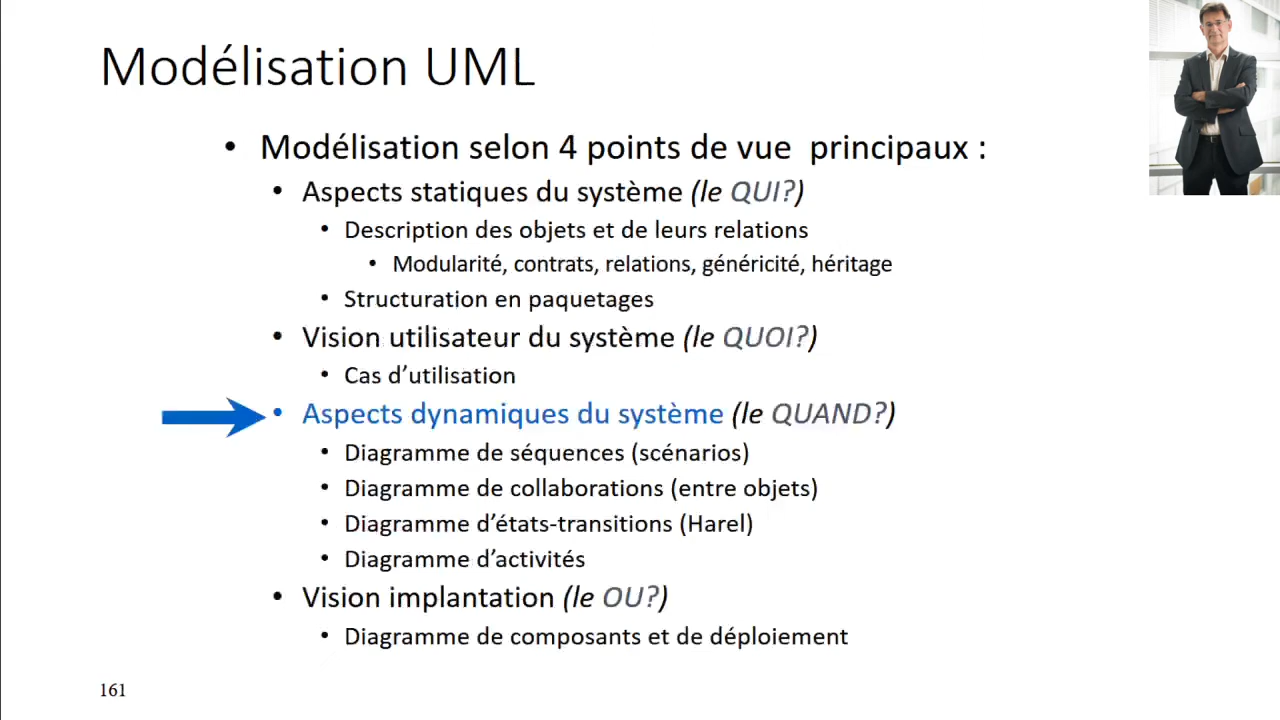 Modélisation UML
• Modélisation selon 4 points de vue principaux :
• Aspects statiques du système (le QUI?)
• Description des objets et de leurs relations
• Modularité, contrats, relations, généricité, héritage
• Structuration en paquetages
• Vision utilisateur du système (le QUOI?)
• Cas d’utilisation
• Aspects dynamiques du système (le QUAND?)
• Diagramme de séquences (scénarios)
• Diagramme de collaborations (entre objets)
• Diagramme d’états-transitions (Harel)
• Diagramme d’activités
• Vision implantation (le OU?)
• Diagramme de composants et de déploiement
161